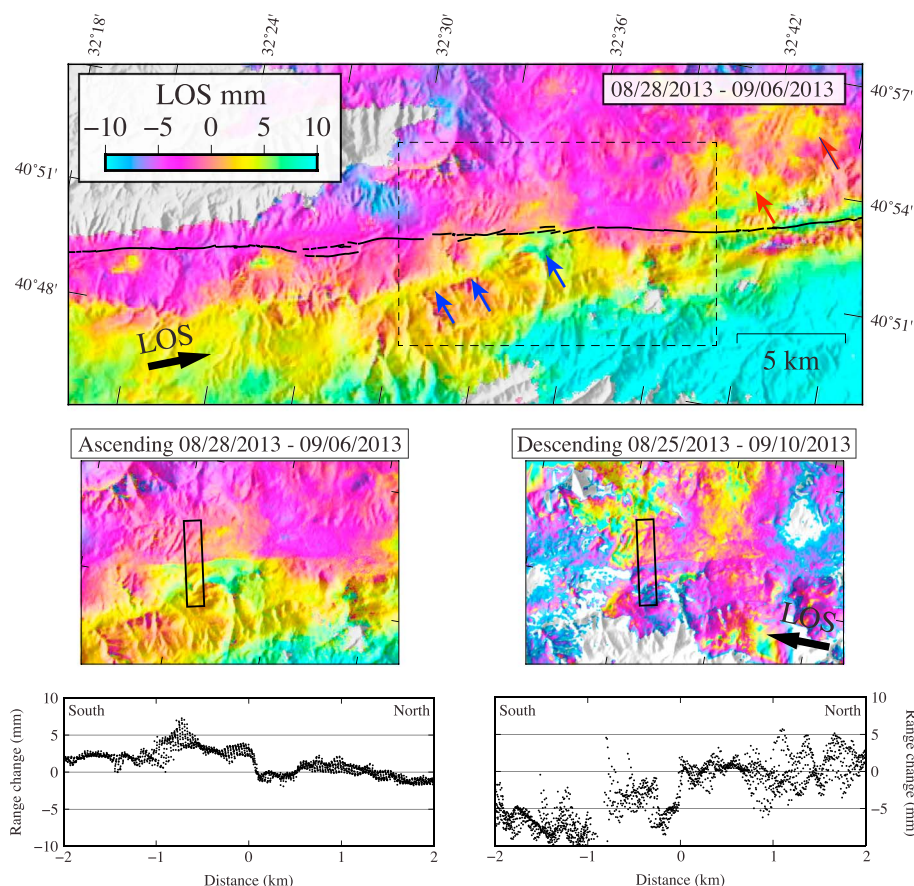 32°18'
32°24'
32°30'
32°36'
32°42'
LOS mm
−10 −5 0 5 10
08/28/2013 - 09/06/2013
40°57'
40°51'
40°54'
40°48'
40°51'
LOS
5 km
Ascending 08/28/2013 - 09/06/2013
Descending 08/25/2013 - 09/10/2013
LOS
10
5
0
−5
−10
Range change (mm)
South
North
−2 −1 0 1 2
Distance (km)
South
North
10
5
0
−5
Range change (mm)
−2 −1 0 1 2
Distance (km)